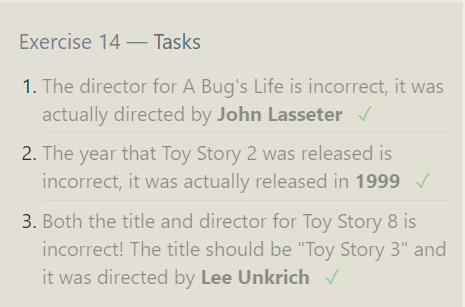 Exercise 14 — Tasks
1. The director for A Bug's Life is incorrect, it was
actually directed by John Lasseter ✓
2. The year that Toy Story 2 was released is
incorrect, it was actually released in 1999 ✓
3. Both the title and director for Toy Story 8 is
incorrect! The title should be "Toy Story 3" and
it was directed by Lee Unkrich ✓